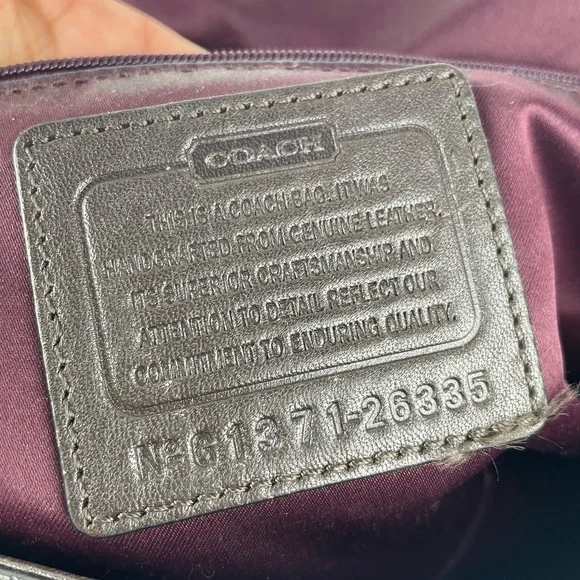 COACH
THIS IS A COACH BAG. IT WAS
HANDCRAFTED FROM GENUINE LEATHER.
ITS SUPERIOR CRAFTSMANSHIP AND
ATTENTION TO DETAIL REFLECT OUR
COMMITMENT TO ENDURING QUALITY.
Nº G1371-26335